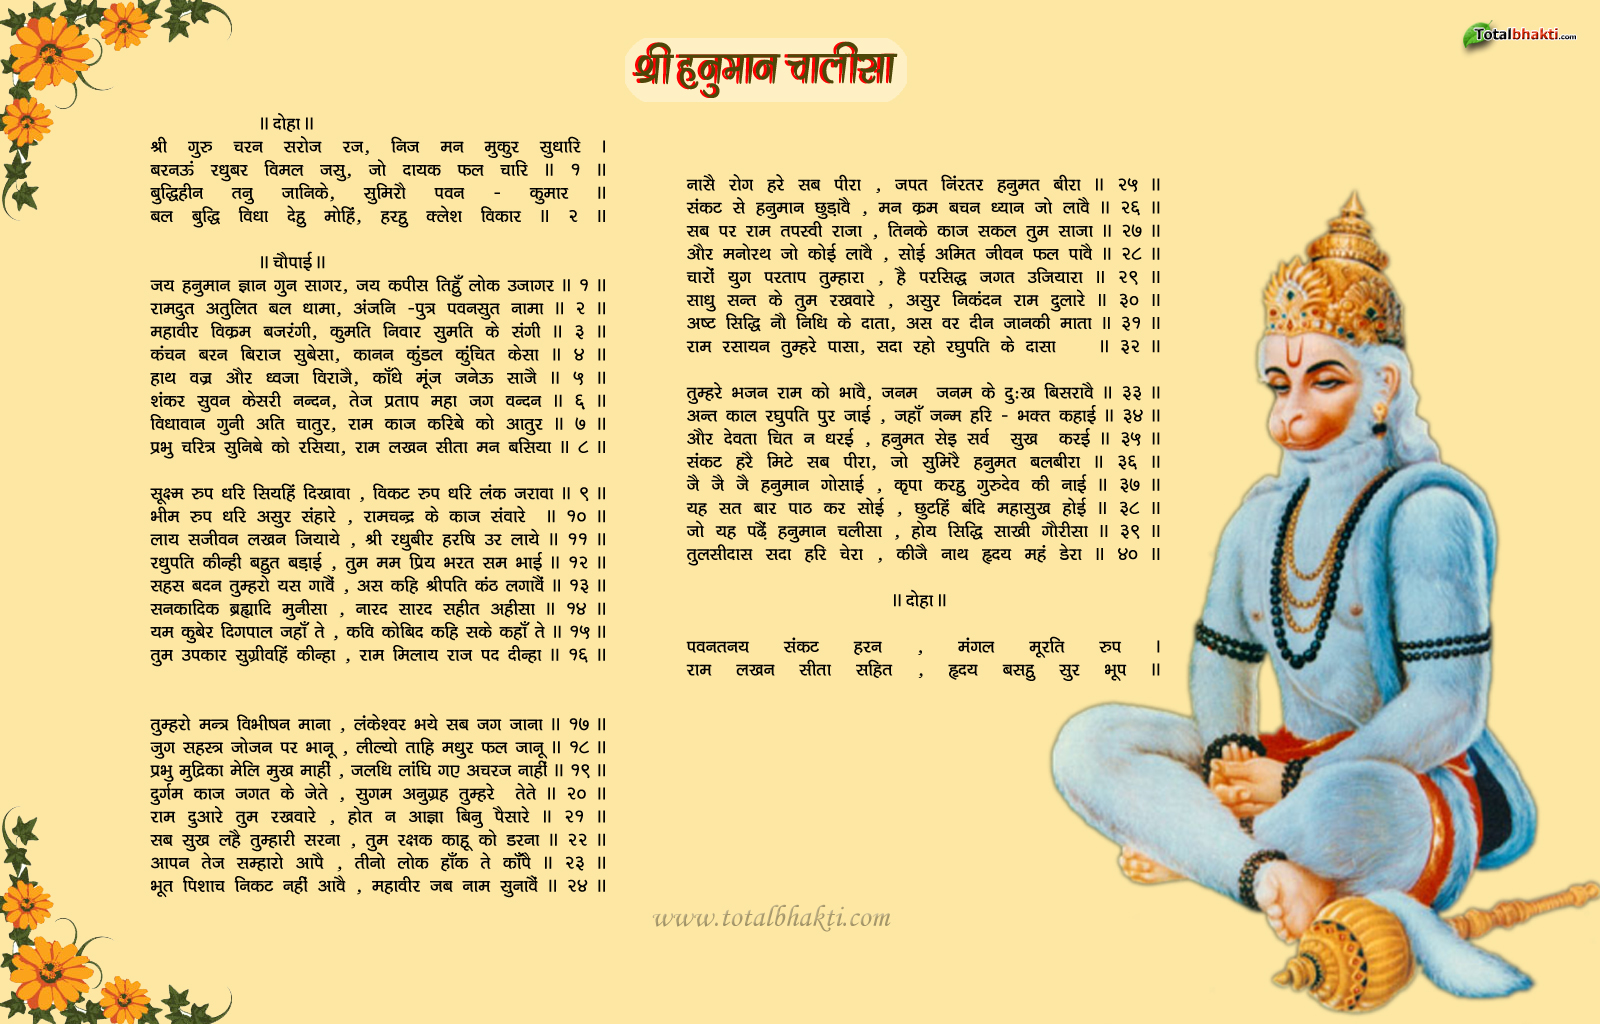 श्री हनुमान चालीसा
Totalbhakti.com
॥ दोहा ॥
श्री गुरु चरन सरोज रज, निज मन मुकुर सुधारि ।
बरनऊं रधुबर विमल जसु, जो दायक फल चारि ॥ १ ॥
बुद्धिहीन तनु जानिके, सुमिरौ पवन - कुमार ॥
बल बुद्धि विधा देहु मोहिं, हरहु क्लेश विकार ॥ २ ॥
॥ चौपाई ॥
जय हनुमान ज्ञान गुन सागर, जय कपीस तिहुँ लोक उजागर ॥ १ ॥
रामदुत अतुलित बल धामा, अंजनि -पुत्र पवनसुत नामा ॥ २ ॥
महावीर विक्रम बजरंगी, कुमति निवार सुमति के संगी ॥ ३ ॥
कंचन बरन बिराज सुबेसा, कानन कुंडल कुंचित केसा ॥ ४ ॥
हाथ वज्र और ध्वजा विराजै, काँधे मूंज जनेऊ साजै ॥ ५ ॥
शंकर सुवन केसरी नन्दन, तेज प्रताप महा जग वन्दन ॥ ६ ॥
विधावान गुनी अति चातुर, राम काज करिबे को आतुर ॥ ७ ॥
प्रभु चरित्र सुनिबे को रसिया, राम लखन सीता मन बसिया ॥ ८ ॥
सूक्ष्म रुप धरि सियहिं दिखावा , विकट रुप धरि लंक जरावा ॥ ९ ॥
भीम रुप धरि असुर संहारे , रामचन्द्र के काज संवारे ॥ १० ॥
लाय सजीवन लखन जियाये , श्री रधुबीर हरषि उर लाये ॥ ११ ॥
रधुपति कीन्ही बहुत बड़ाई , तुम मम प्रिय भरत सम भाई ॥ १२ ॥
सहस बदन तुम्हरो यस गावैं , अस कहि श्रीपति कंठ लगावैं ॥ १३ ॥
सनकादिक ब्रह्मादि मुनीसा , नारद सारद सहीत अहीसा ॥ १४ ॥
यम कुबेर दिगपाल जहाँ ते , कवि कोबिद कहि सके कहाँ ते ॥ १५ ॥
तुम उपकार सुग्रीवहिं कीन्हा , राम मिलाय राज पद दीन्हा ॥ १६ ॥
तुम्हरो मन्त्र विभीषन माना , लंकेश्वर भये सब जग जाना ॥ १७ ॥
जुग सहस्त्र जोजन पर भानू , लील्यो ताहि मधुर फल जानू ॥ १८ ॥
प्रभु मुद्रिका मेलि मुख माहीं , जलधि लांघि गए अचरज नाहीं ॥ १९ ॥
दुर्गम काज जगत के जेते , सुगम अनुग्रह तुम्हरे तेते ॥ २० ॥
राम दुआरे तुम रखवारे , होत न आज्ञा बिनु पैसारे ॥ २१ ॥
सब सुख लहै तुम्हारी सरना , तुम रक्षक काहू को डरना ॥ २२ ॥
आपन तेज सम्हारो आपै , तीनो लोक हाँक ते काँपै ॥ २३ ॥
भूत पिशाच निकट नहीं आवै , महावीर जब नाम सुनावैं ॥ २४ ॥
नासै रोग हरे सब पीरा , जपत निंरतर हनुमत बीरा ॥ २५ ॥
संकट से हनुमान छुड़ावै , मन क्रम बचन ध्यान जो लावै ॥ २६ ॥
सब पर राम तपस्वी राजा , तिनके काज सकल तुम साजा ॥ २७ ॥
और मनोरथ जो कोई लावै , सोई अमित जीवन फल पावै ॥ २८ ॥
चारों युग परताप तुम्हारा , है परसिद्ध जगत उजियारा ॥ २९ ॥
साधु सन्त के तुम रखवारे , असुर निकंदन राम दुलारे ॥ ३० ॥
अष्ट सिद्धि नौ निधि के दाता, अस वर दीन जानकी माता ॥ ३१ ॥
राम रसायन तुम्हरे पासा, सदा रहो रघुपति के दासा ॥ ३२ ॥
तुम्हरे भजन राम को भावै, जनम जनम के दु:ख बिसरावै ॥ ३३ ॥
अन्त काल रघुपति पुर जाई , जहाँ जन्म हरि - भक्त कहाई ॥ ३४ ॥
और देवता चित न धरई , हनुमत सेइ सर्व सुख करई ॥ ३५ ॥
संकट हरै मिटे सब पीरा, जो सुमिरै हनुमत बलबीरा ॥ ३६ ॥
जै जै जै हनुमान गोसाई , कृपा करहु गुरुदेव की नाई ॥ ३७ ॥
यह सत बार पाठ कर सोई , छुटहिं बंदि महासुख होई ॥ ३८ ॥
जो यह पढ़ैं हनुमान चलीसा , होय सिद्धि साखी गौरीसा ॥ ३९ ॥
तुलसीदास सदा हरि चेरा , कीजै नाथ हृदय महं डेरा ॥ ४० ॥
॥ दोहा ॥
पवनतनय संकट हरन , मंगल मूरति रुप ।
राम लखन सीता सहित , हृदय बसहु सुर भूप ॥
www.totalbhakti.com